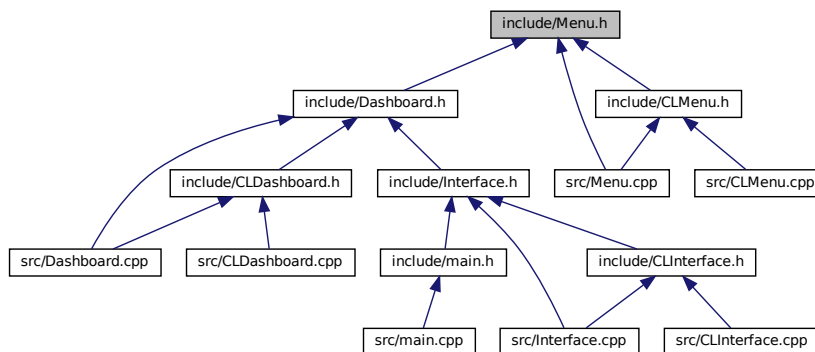 include/Menu.h
include/Dashboard.h
include/CLMenu.h
include/CLDashboard.h
include/Interface.h
src/Menu.cpp
src/CLMenu.cpp
src/Dashboard.cpp
src/CLDashboard.cpp
include/main.h
include/CLInterface.h
src/main.cpp
src/Interface.cpp
src/CLInterface.cpp